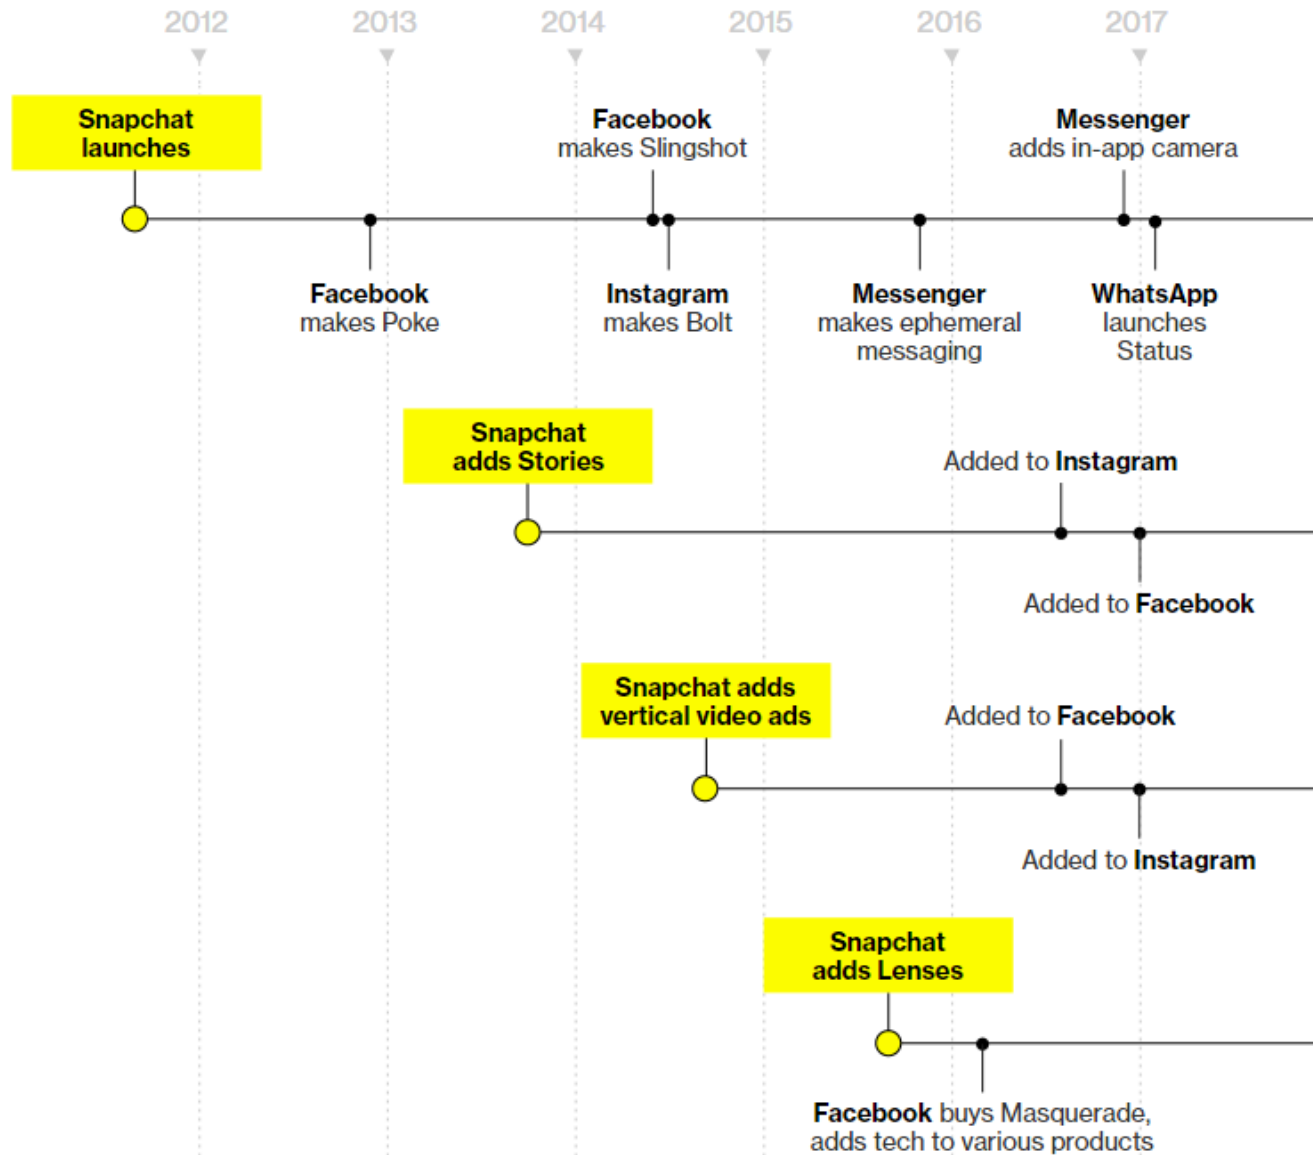 2012 2013 2014 2015 2016 2017
Snapchat
launches
Facebook
makes Slingshot
Messenger
adds in-app camera
Facebook
makes Poke
Instagram
makes Bolt
Messenger
makes ephemeral
messaging
WhatsApp
launches
Status
Snapchat
adds Stories
Added to Instagram
Added to Facebook
Snapchat adds
vertical video ads
Added to Facebook
Added to Instagram
Snapchat
adds Lenses
Facebook buys Masquerade,
adds tech to various products